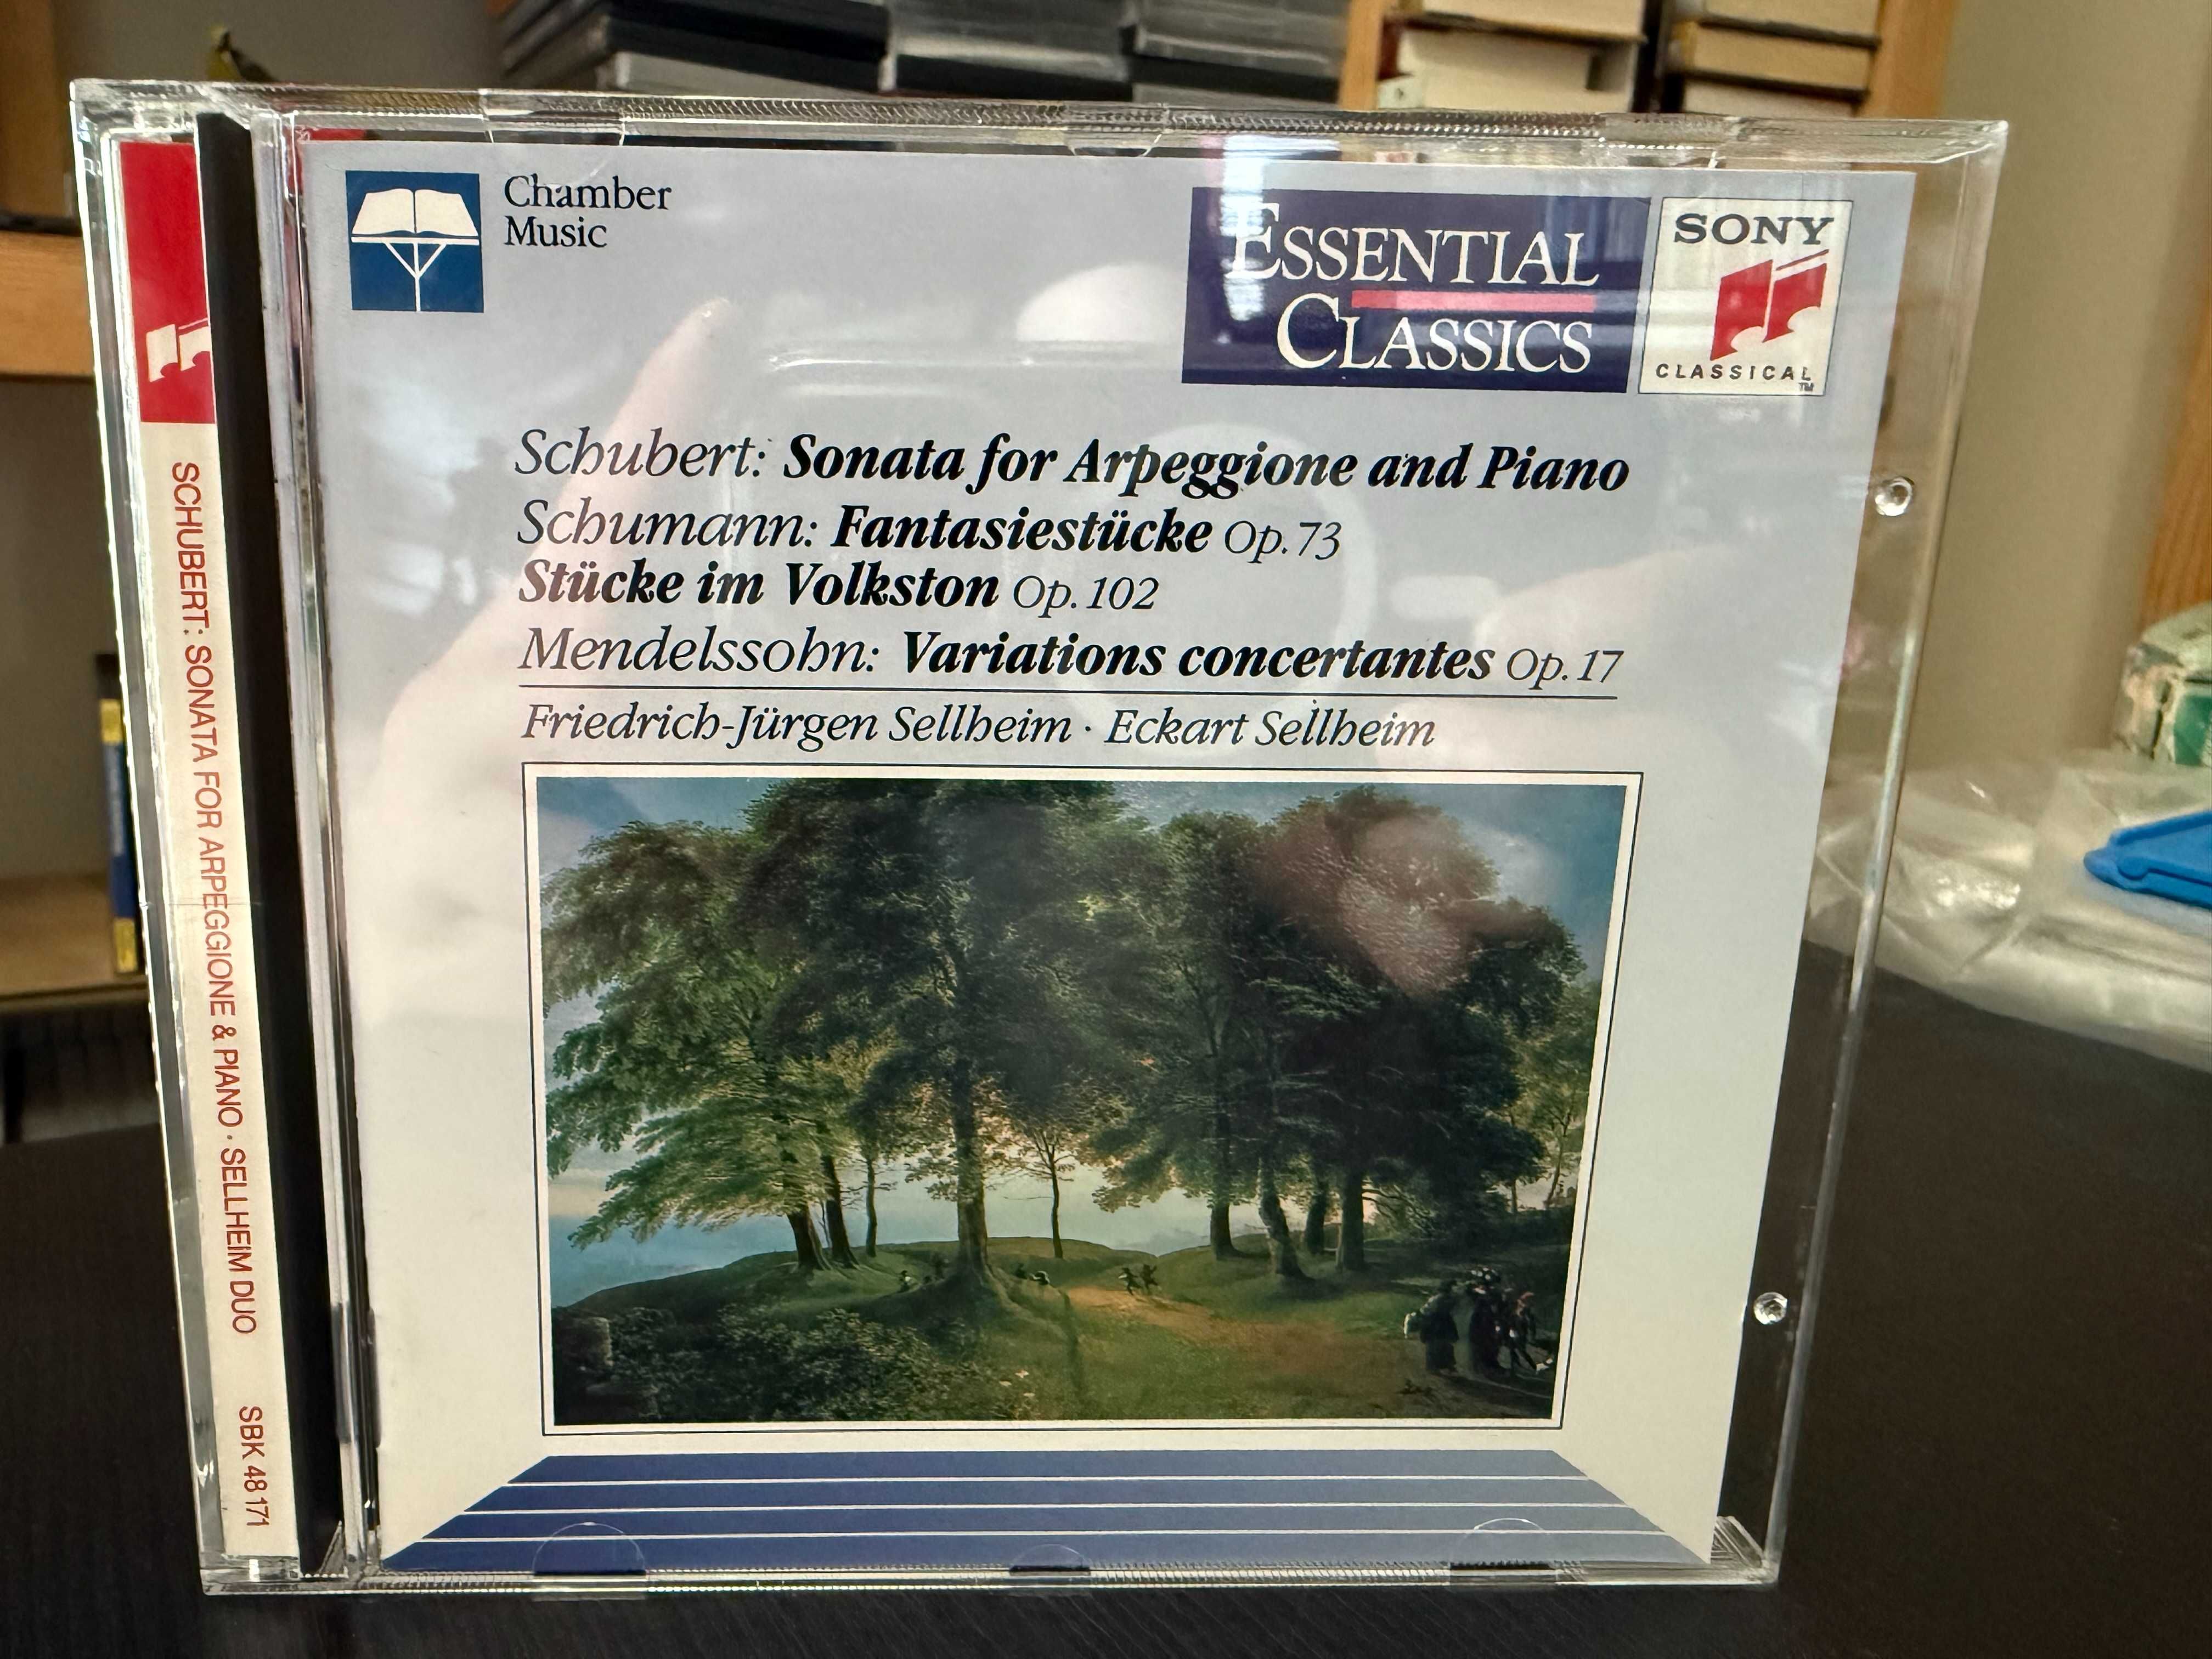 Chamber
Music
ESSENTIAL
CLASSICS
SONY
CLASSICAL
TM
Schubert: Sonata for Arpeggione and Piano
Schumann: Fantasiestücke Op. 73
Stücke im Volkston Op. 102
Mendelssohn: Variations concertantes Op. 17
Friedrich-Jürgen Sellheim · Eckart Sellheim
SCHUBERT: SONATA FOR ARPEGGIONE & PIANO · SELLHEIM DUO SBK 48 171